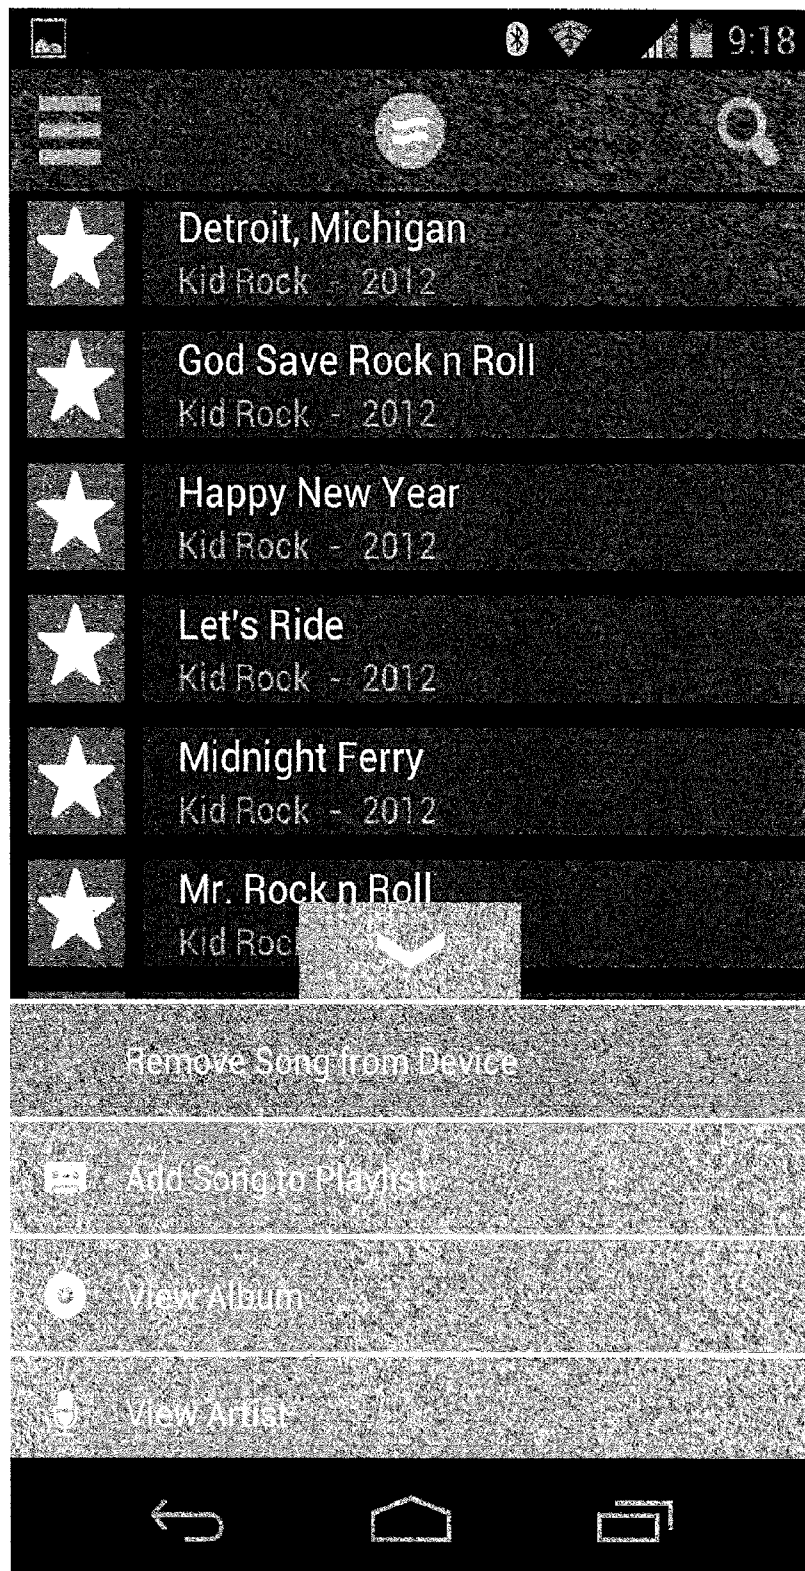 9:18
Detroit, Michigan
Kid Rock - 2012
God Save Rock n Roll
Kid Rock - 2012
Happy New Year
Kid Rock - 2012
Let's Ride
Kid Rock - 2012
Midnight Ferry
Kid Rock - 2012
Mr. Rock n Roll
Kid Roc
Remove Song from Device
Add Song to Playlist
View Album
View Artist